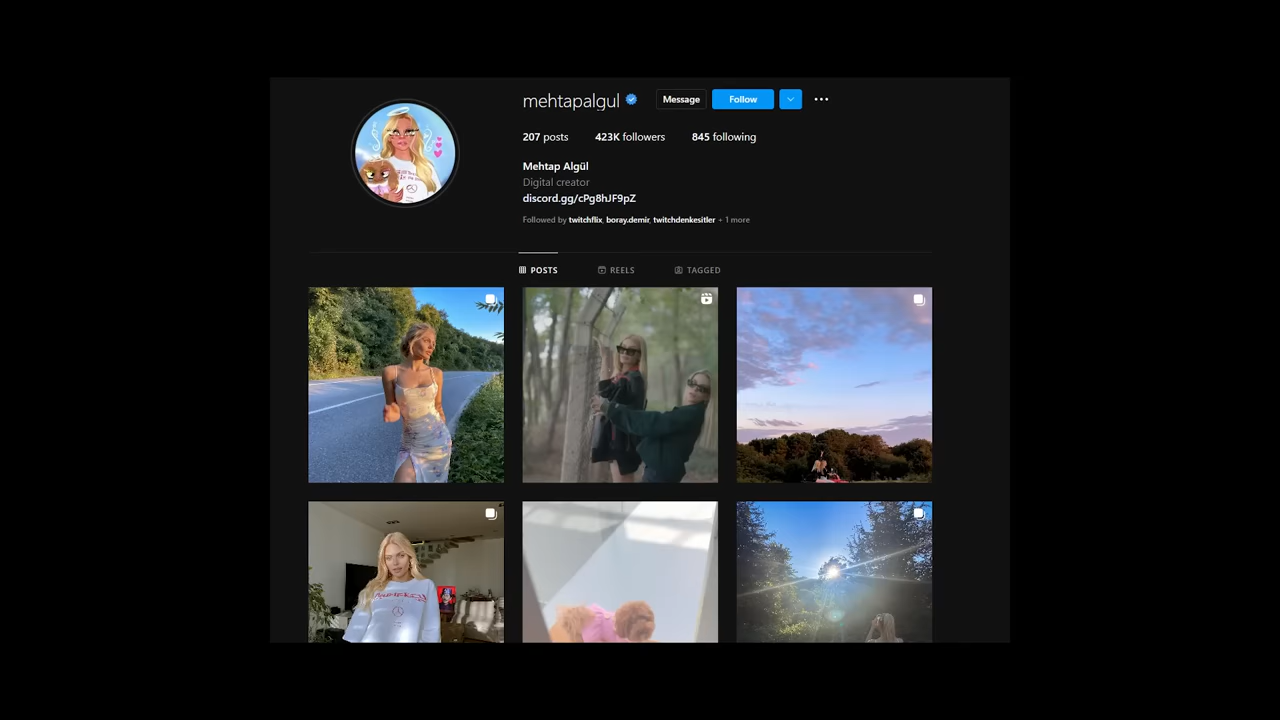 mehtapalgul Message Follow
207 posts 423K followers 845 following
Mehtap Algül
Digital creator
discord.gg/cPg8hJF9pZ
Followed by twitchflix, boray.demir, twitchdenkesitler + 1 more
POSTS REELS TAGGED